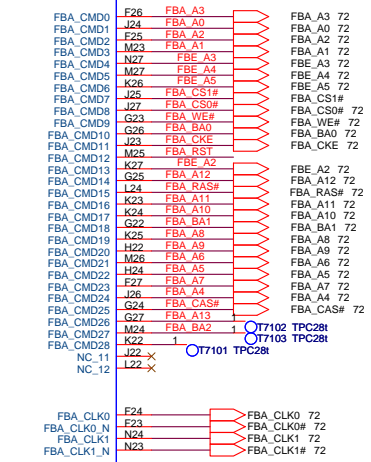 FBA_CMD0 F26 FBA_A3 FBA_A3 72
FBA_CMD1 J24 FBA_A0 FBA_A0 72
FBA_CMD2 F25 FBA_A2 FBA_A2 72
FBA_CMD3 M23 FBA_A1 FBA_A1 72
FBA_CMD4 N27 FBE_A3 FBE_A3 72
FBA_CMD5 M27 FBE_A4 FBE_A4 72
FBA_CMD6 K26 FBE_A5 FBE_A5 72
FBA_CMD7 J25 FBA_CS1# FBA_CS1#
FBA_CMD8 J27 FBA_CS0# FBA_CS0# 72
FBA_CMD9 G23 FBA_WE# FBA_WE# 72
FBA_CMD10 G26 FBA_BA0 FBA_BA0 72
FBA_CMD11 J23 FBA_CKE FBA_CKE 72
FBA_CMD12 M25 FBA_RST
FBA_CMD13 K27 FBE_A2 FBE_A2 72
FBA_CMD14 G25 FBA_A12 FBA_A12 72
FBA_CMD15 L24 FBA_RAS# FBA_RAS# 72
FBA_CMD16 K23 FBA_A11 FBA_A11 72
FBA_CMD17 K24 FBA_A10 FBA_A10 72
FBA_CMD18 G22 FBA_BA1 FBA_BA1 72
FBA_CMD19 K25 FBA_A8 FBA_A8 72
FBA_CMD20 H22 FBA_A9 FBA_A9 72
FBA_CMD21 M26 FBA_A6 FBA_A6 72
FBA_CMD22 H24 FBA_A5 FBA_A5 72
FBA_CMD23 F27 FBA_A7 FBA_A7 72
FBA_CMD24 J26 FBA_A4 FBA_A4 72
FBA_CMD25 G24 FBA_CAS# FBA_CAS# 72
FBA_CMD26 G27 FBA_A13 1 T7102 TPC28t
FBA_CMD27 M24 FBA_BA2 1 T7103 TPC28t
FBA_CMD28 K22 1 T7101 TPC28t
NC_11 J22
NC_12 L22
FBA_CLK0 F24 FBA_CLK0 72
FBA_CLK0_N F23 FBA_CLK0# 72
FBA_CLK1 N24 FBA_CLK1 72
FBA_CLK1_N N23 FBA_CLK1# 72